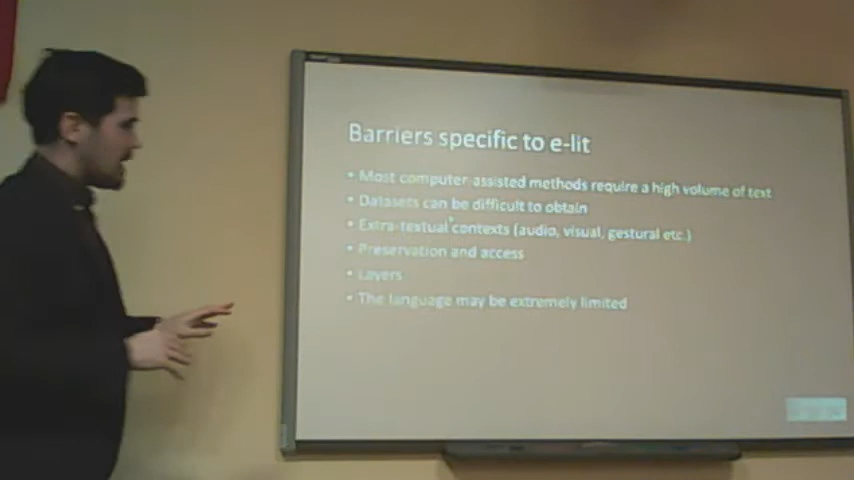 Barriers specific to e-lit
• Most computer-assisted methods require a high volume of text
• Datasets can be difficult to obtain
• Extra-textual contexts (audio, visual, gestural etc.)
• Preservation and access
• Layers
• The language may be extremely limited